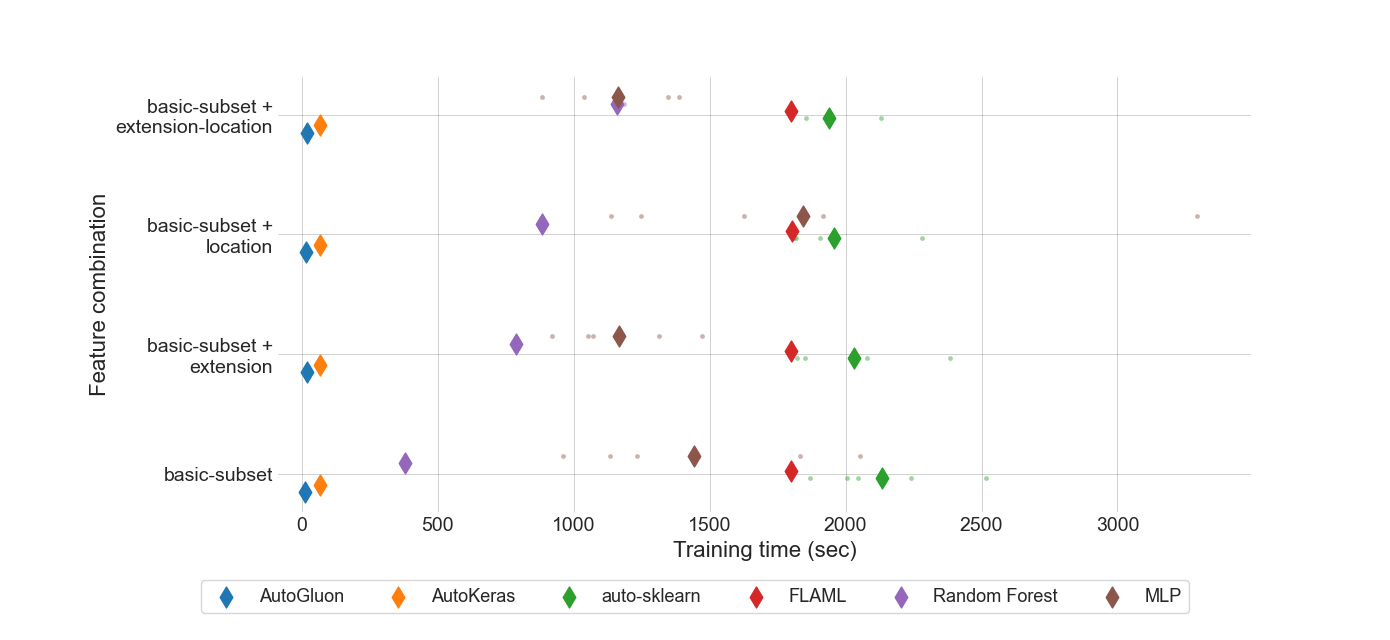 basic-subset +
extension-location
basic-subset +
location
basic-subset +
extension
basic-subset
Feature combination
0 500 1000 1500 2000 2500 3000
Training time (sec)
AutoGluon AutoKeras auto-sklearn FLAML Random Forest MLP